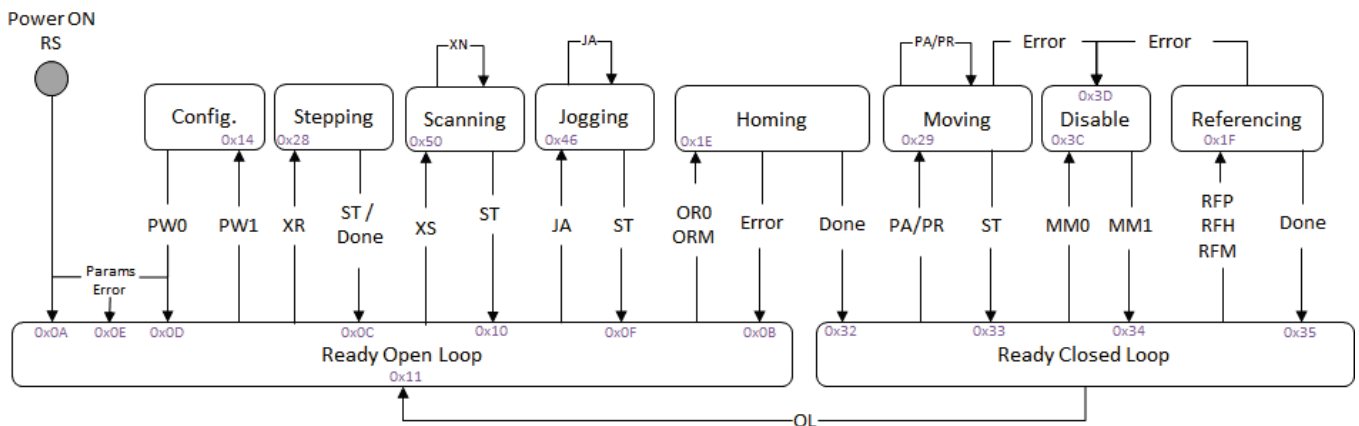 Power ON
RS
XN
JA
PA/PR
Error
Error
Config.
0x14
Stepping
0x28
Scanning
0x50
Jogging
0x46
Homing
0x1E
Moving
0x29
0x3D
Disable
0x3C
Referencing
0x1F
PW0
PW1
XR
ST /
Done
XS
ST
JA
ST
OR0
ORM
Error
Done
PA/PR
ST
MM0
MM1
RFP
RFH
RFM
Done
Params
Error
0x0A
0x0E
0x0D
0x0C
0x10
0x0F
0x0B
Ready Open Loop
0x11
0x32
0x33
0x34
0x35
Ready Closed Loop
OL